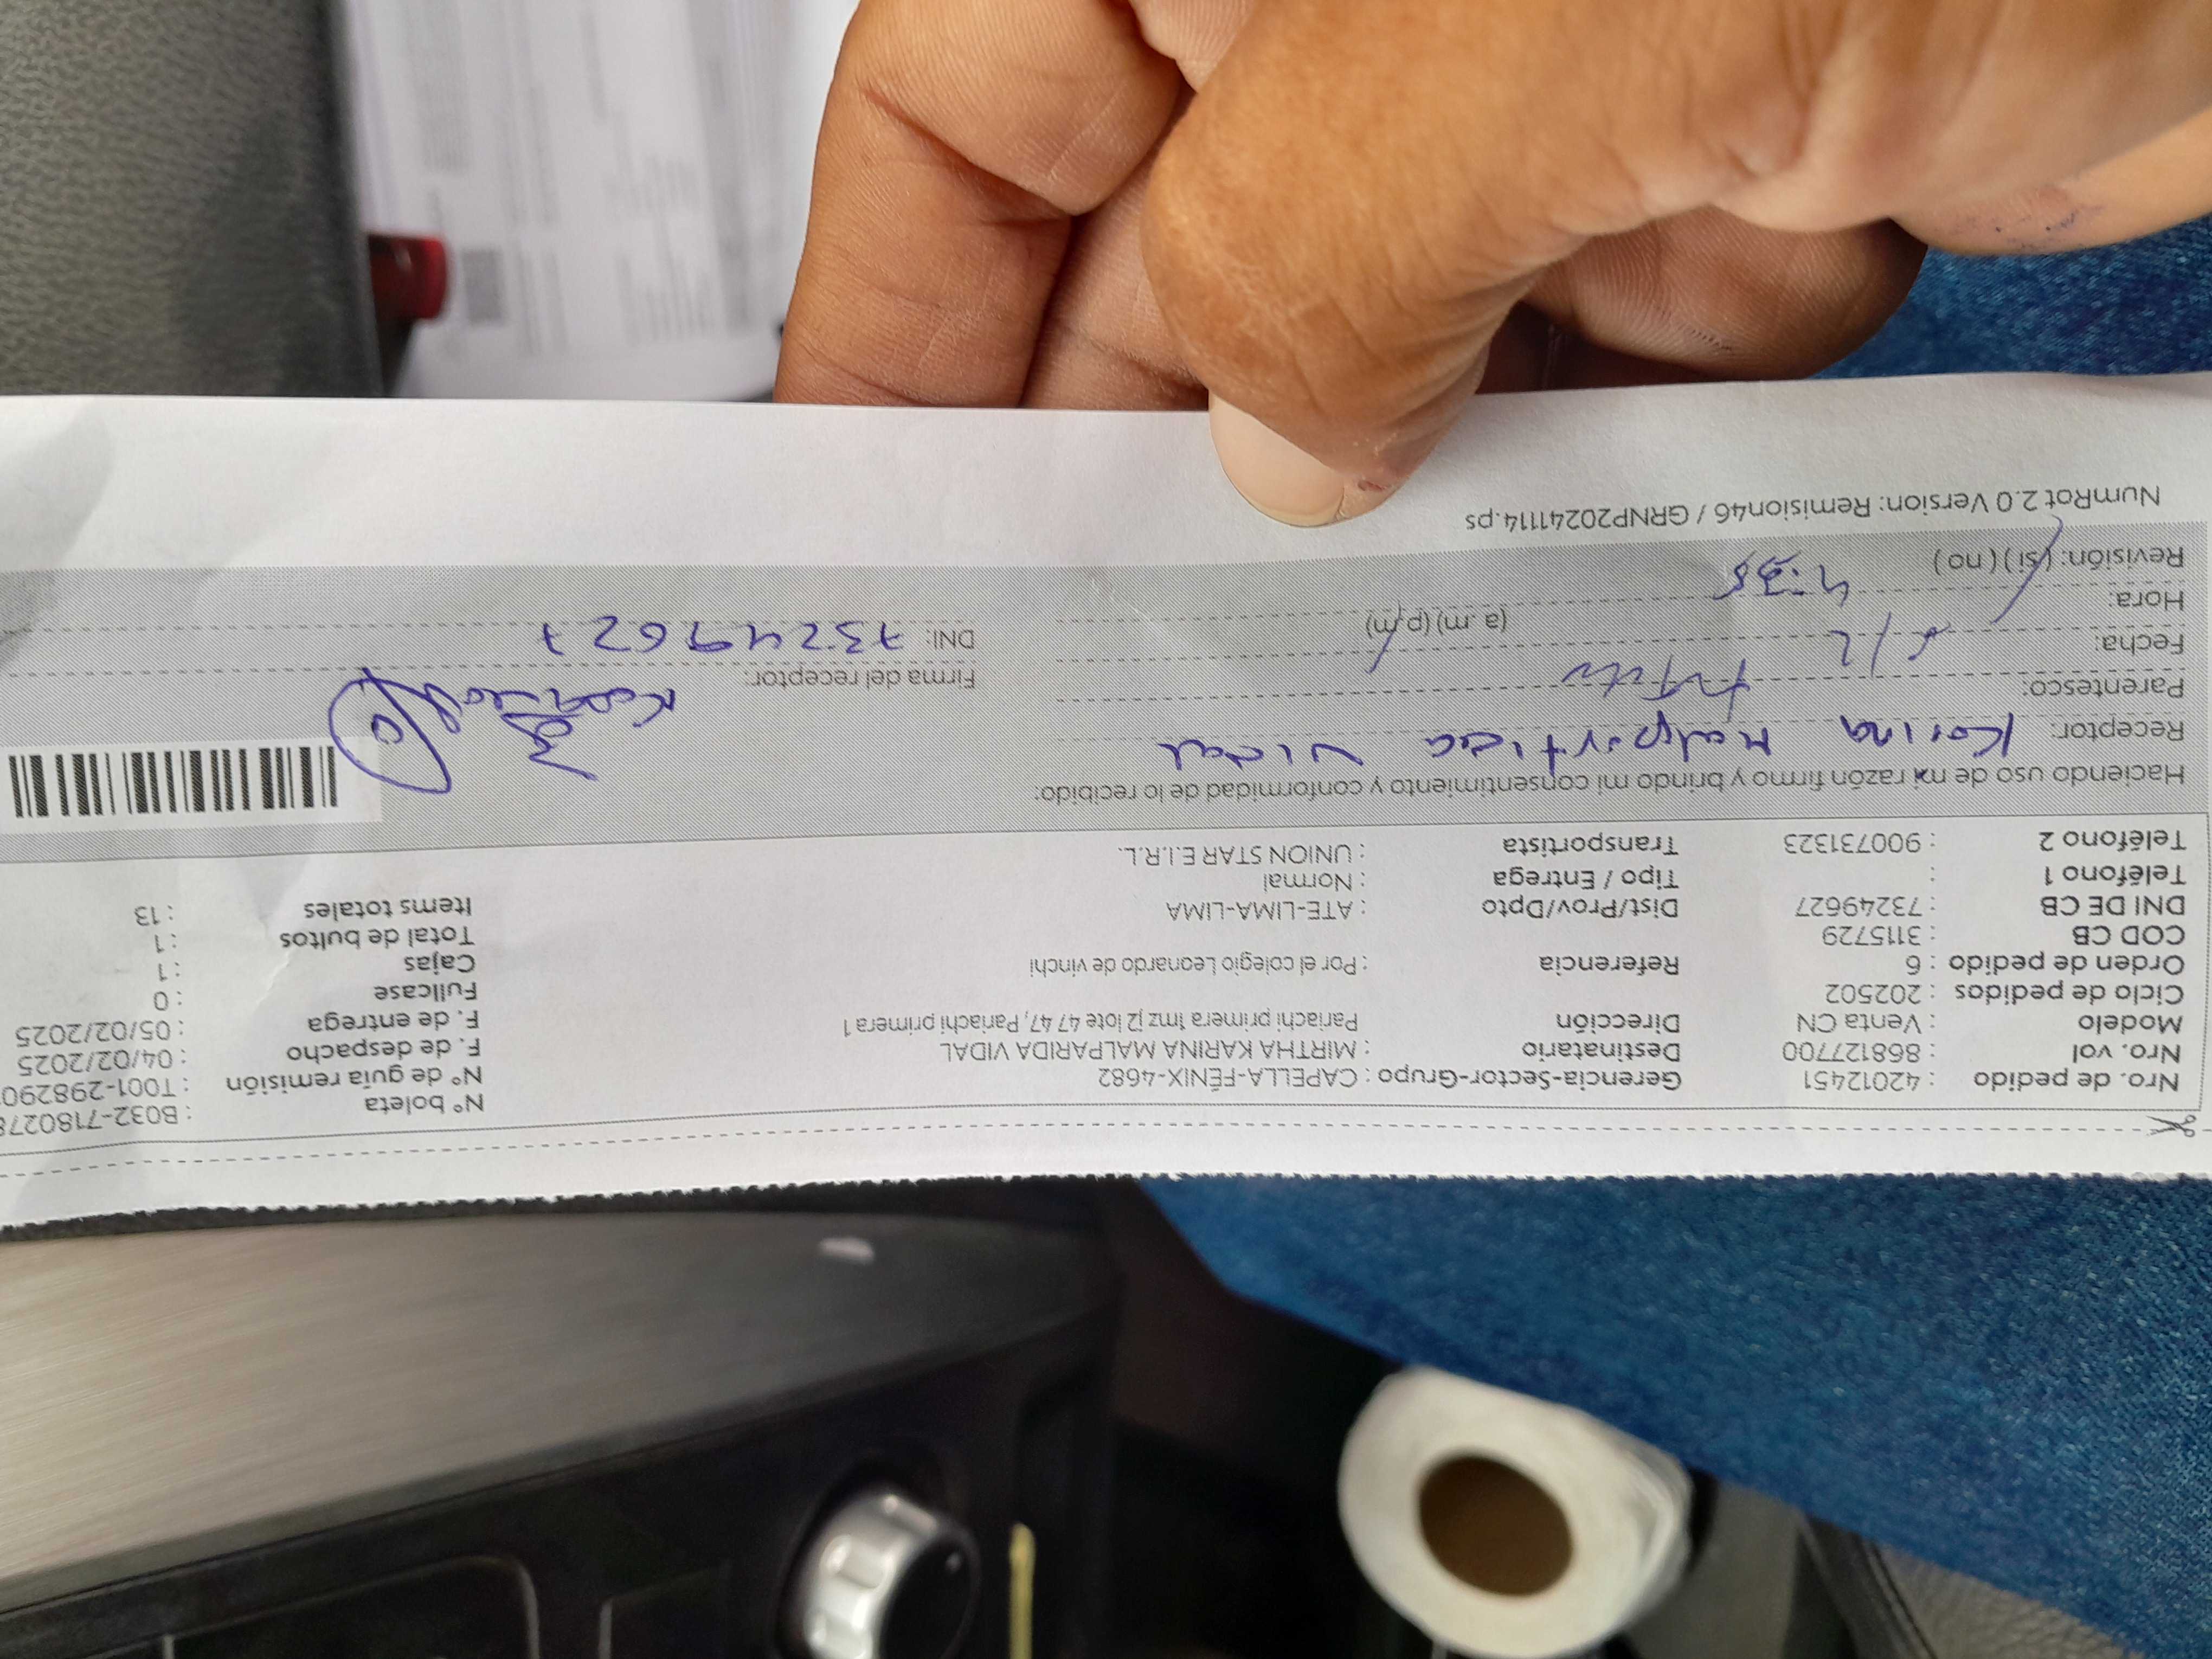 Nro. de pedido : 42012451 Gerencia-Sector-Grupo : CAPELLA-FÉNIX-4682 N° boleta : B032-7180278
Nro. vol : 868127700 Destinatario : MIRTHA KARINA MALPARIDA VIDAL N° de guía remisión : T001-298290
Modelo : Venta CN Dirección Pariachi primera 1mz j2 lote 47 47, Pariachi primera 1 F. de despacho : 04/02/2025
Ciclo de pedidos : 202502 F. de entrega : 05/02/2025
Orden de pedido : 6 Referencia : Por el colegio Leonardo de vinchi Fullcase : 0
COD CB : 3115729 Cajas : 1
DNI DE CB : 73249627 Dist/Prov/Dpto : ATE-LIMA-LIMA Total de bultos : 1
Teléfono 1 : Tipo / Entrega : Normal Items totales : 13
Teléfono 2 : 900731323 Transportista : UNION STAR E.I.R.L.
Haciendo uso de mi razón firmo y brindo mi consentimiento y conformidad de lo recibido:
Receptor: Karina Malpartida Vidal
Parentesco: Firma del receptor:
Fecha: DNI: 73249627
Hora: 4:35 (a.m) (p.m)
Revisión: (si) (no)
NumRot 2.0 Version: Remision46 / GRNP20241114.ps